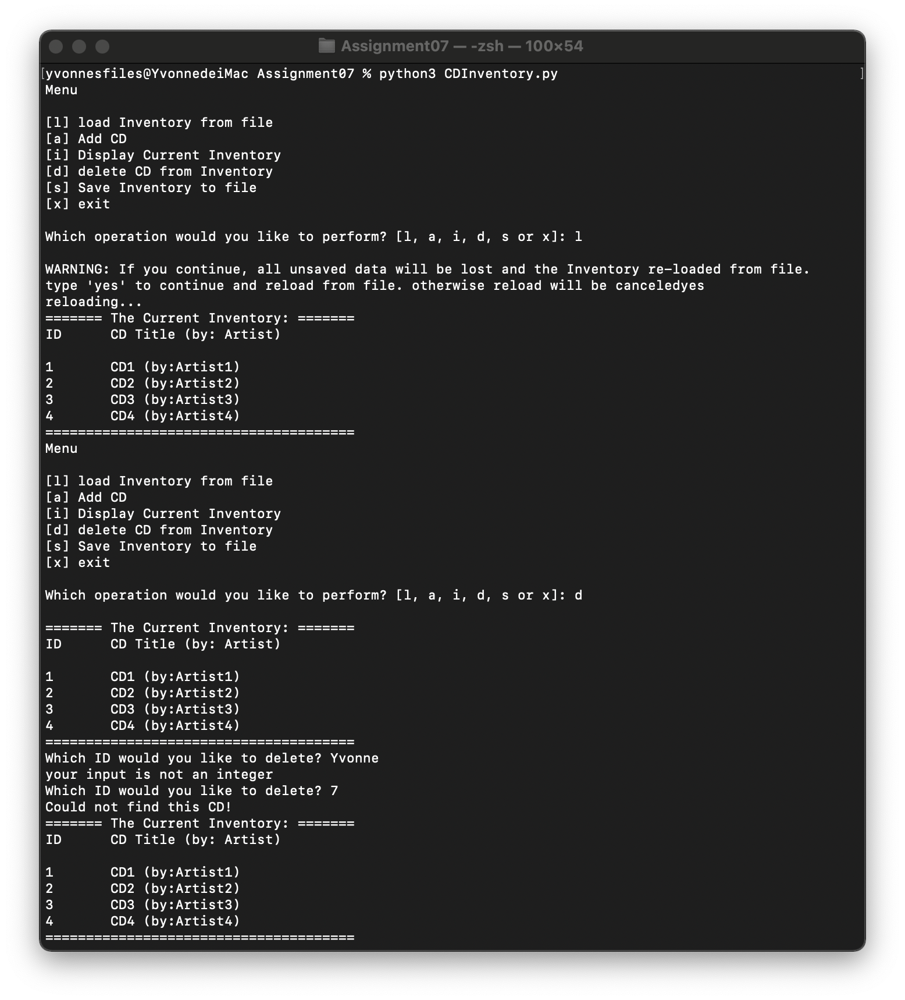 Assignment07 — -zsh — 100×54
[yvonnesfiles@YvonnedeiMac Assignment07 % python3 CDInventory.py ]
Menu
[l] load Inventory from file
[a] Add CD
[i] Display Current Inventory
[d] delete CD from Inventory
[s] Save Inventory to file
[x] exit
Which operation would you like to perform? [l, a, i, d, s or x]: l
WARNING: If you continue, all unsaved data will be lost and the Inventory re-loaded from file.
type 'yes' to continue and reload from file. otherwise reload will be canceledyes
reloading...
======= The Current Inventory: =======
ID      CD Title (by: Artist)
1       CD1 (by:Artist1)
2       CD2 (by:Artist2)
3       CD3 (by:Artist3)
4       CD4 (by:Artist4)
======================================
Menu
[l] load Inventory from file
[a] Add CD
[i] Display Current Inventory
[d] delete CD from Inventory
[s] Save Inventory to file
[x] exit
Which operation would you like to perform? [l, a, i, d, s or x]: d
======= The Current Inventory: =======
ID      CD Title (by: Artist)
1       CD1 (by:Artist1)
2       CD2 (by:Artist2)
3       CD3 (by:Artist3)
4       CD4 (by:Artist4)
======================================
Which ID would you like to delete? Yvonne
your input is not an integer
Which ID would you like to delete? 7
Could not find this CD!
======= The Current Inventory: =======
ID      CD Title (by: Artist)
1       CD1 (by:Artist1)
2       CD2 (by:Artist2)
3       CD3 (by:Artist3)
4       CD4 (by:Artist4)
======================================